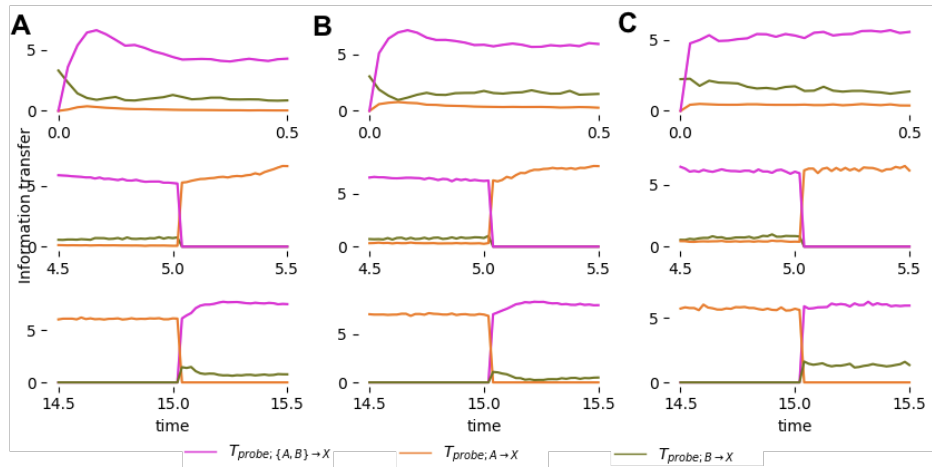 A B C
Information transfer
5 5 5
0 0 0
0.0 0.5 0.0 0.5 0.0 0.5
5 5 5
0 0 0
4.5 5.0 5.5 4.5 5.0 5.5 4.5 5.0 5.5
5 5 5
0 0 0
14.5 15.0 15.5 14.5 15.0 15.5 14.5 15.0 15.5
time time time
T_{probe;{A,B}→X} T_{probe;A→X} T_{probe;B→X}